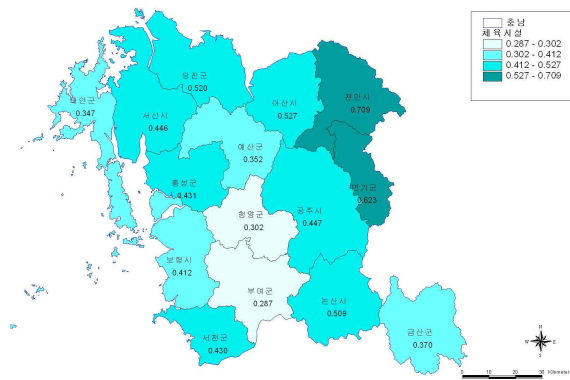 충남
체육시설
0.287 - 0.302
0.302 - 0.412
0.412 - 0.527
0.527 - 0.709
당진군
0.520
아산시
0.527
천안시
0.709
태안군
0.347
서산시
0.446
예산군
0.352
홍성군
0.431
연기군
0.623
청양군
0.302
공주시
0.447
보령시
0.412
부여군
0.287
논산시
0.509
금산군
0.370
서천군
0.430
N
W E
S
10 0 10 20 30 Kilometer